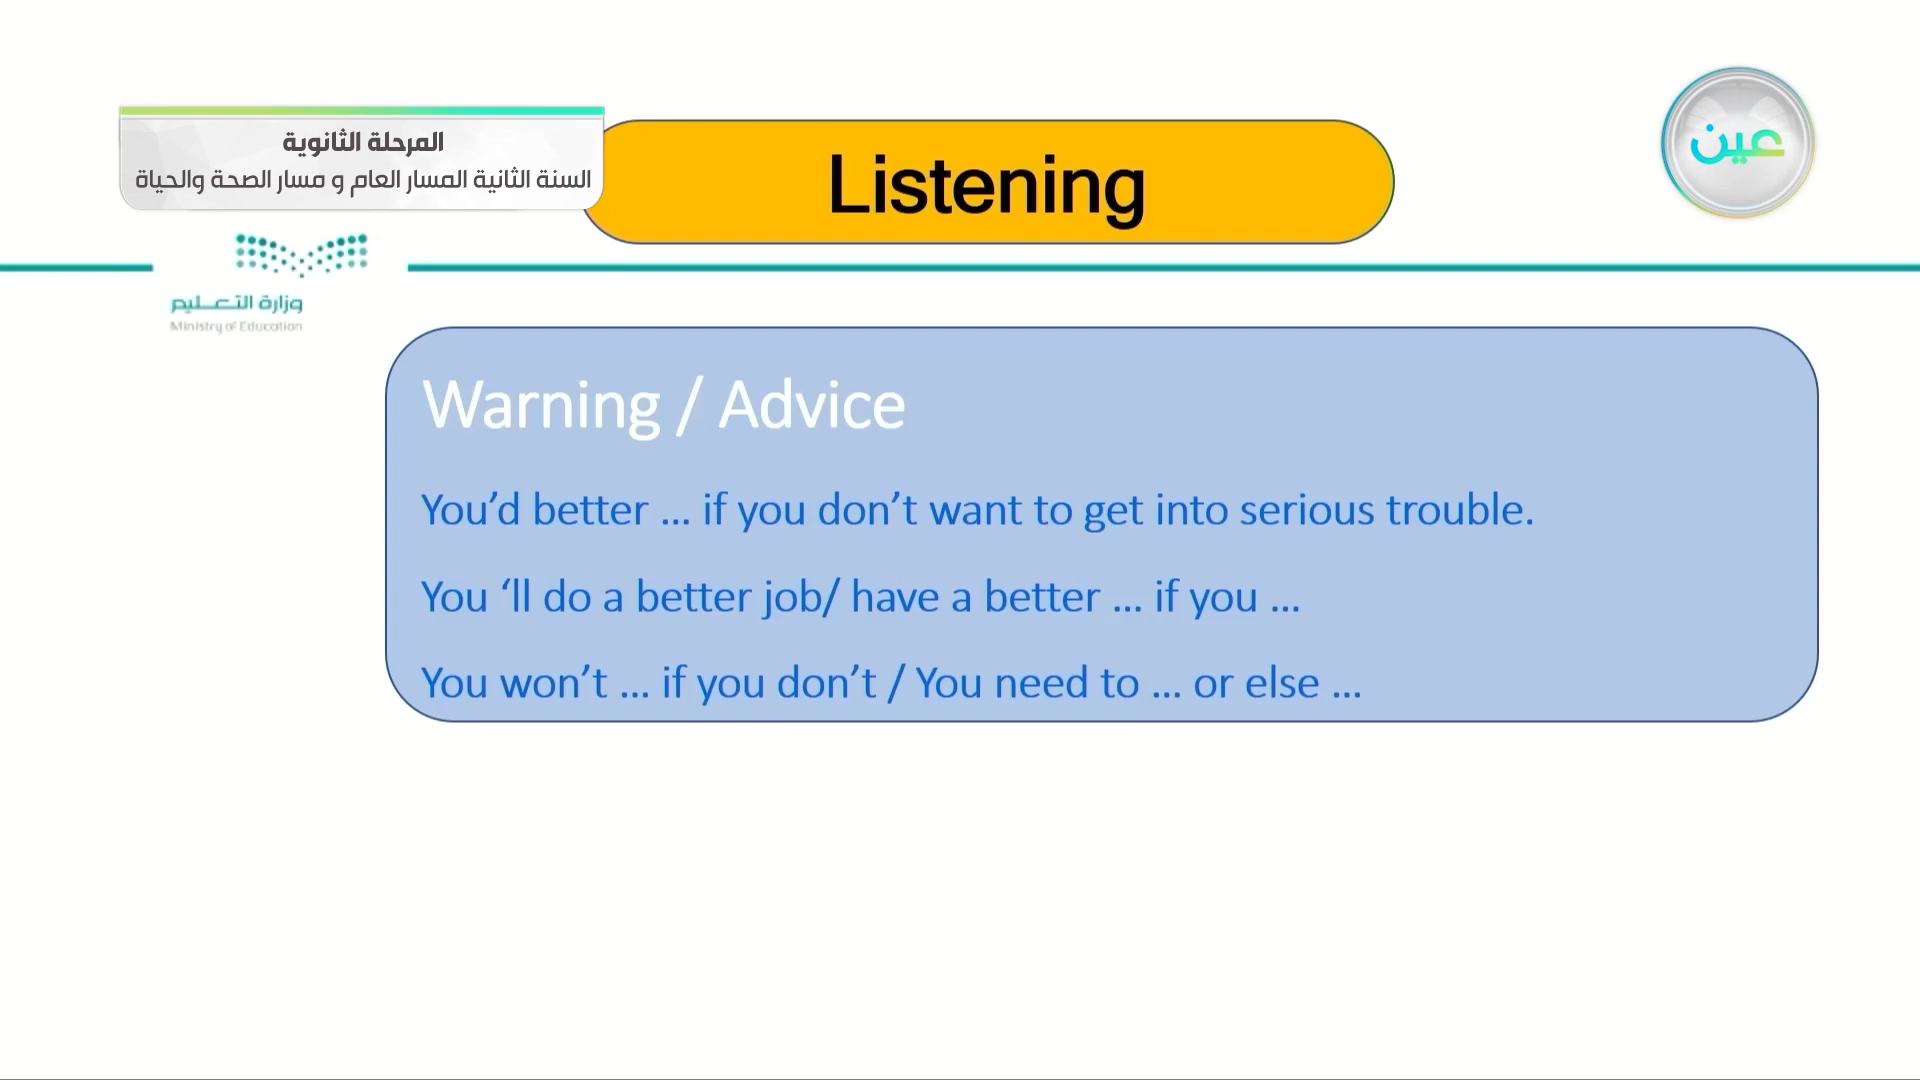 المرحلة الثانوية
السنة الثانية المسار العام و مسار الصحة والحياة
Listening
عين
وزارة التعليم
Ministry of Education
Warning / Advice
You’d better … if you don’t want to get into serious trouble.
You ‘ll do a better job/ have a better … if you …
You won’t … if you don’t / You need to … or else …